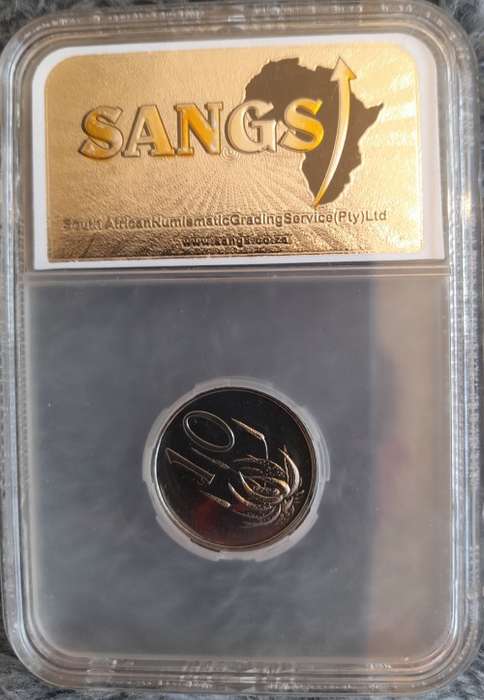 SANGS
South African Numismatic Grading Service (Pty) Ltd
www.sangs.co.za
10